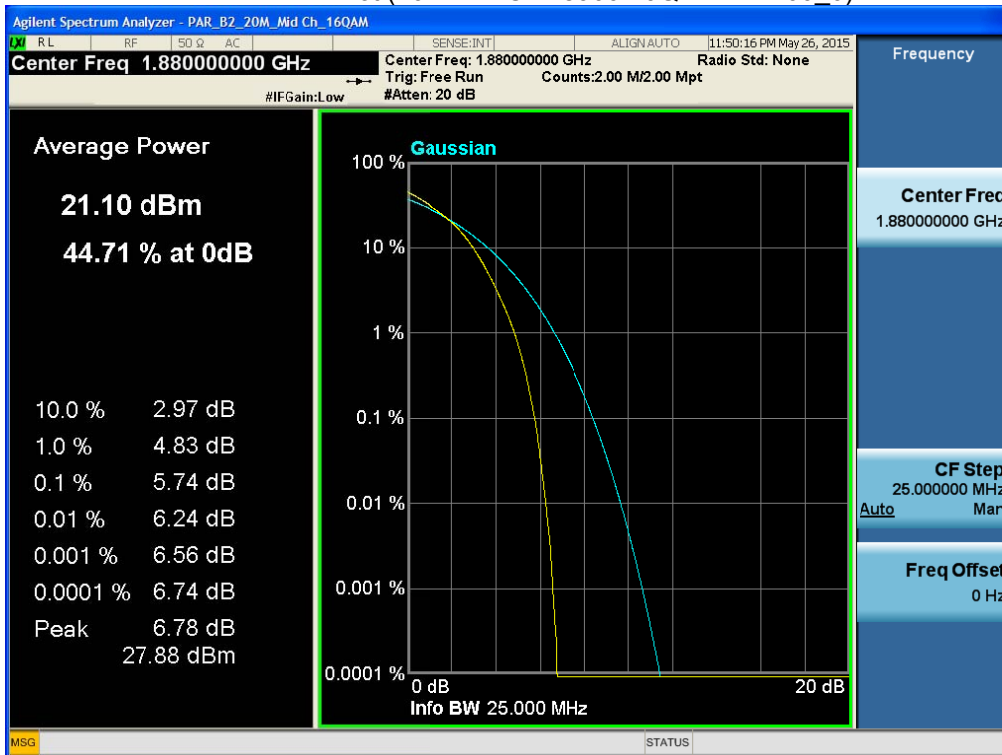 Agilent Spectrum Analyzer - PAR_B2_20M_Mid Ch_16QAM
LXI RL RF 50 Ω AC SENSE:INT ALIGN AUTO 11:50:16 PM May 26, 2015
Center Freq 1.880000000 GHz
Center Freq: 1.880000000 GHz Radio Std: None
Trig: Free Run Counts:2.00 M/2.00 Mpt
#IFGain:Low #Atten: 20 dB
Frequency
Average Power
21.10 dBm
44.71 % at 0dB
10.0 % 2.97 dB
1.0 % 4.83 dB
0.1 % 5.74 dB
0.01 % 6.24 dB
0.001 % 6.56 dB
0.0001 % 6.74 dB
Peak 6.78 dB
27.88 dBm
Gaussian
100 %
10 %
1 %
0.1 %
0.01 %
0.001 %
0.0001 %
0 dB 20 dB
Info BW 25.000 MHz
Center Freq
1.880000000 GHz
CF Step
25.000000 MHz
Auto Man
Freq Offset
0 Hz
MSG STATUS